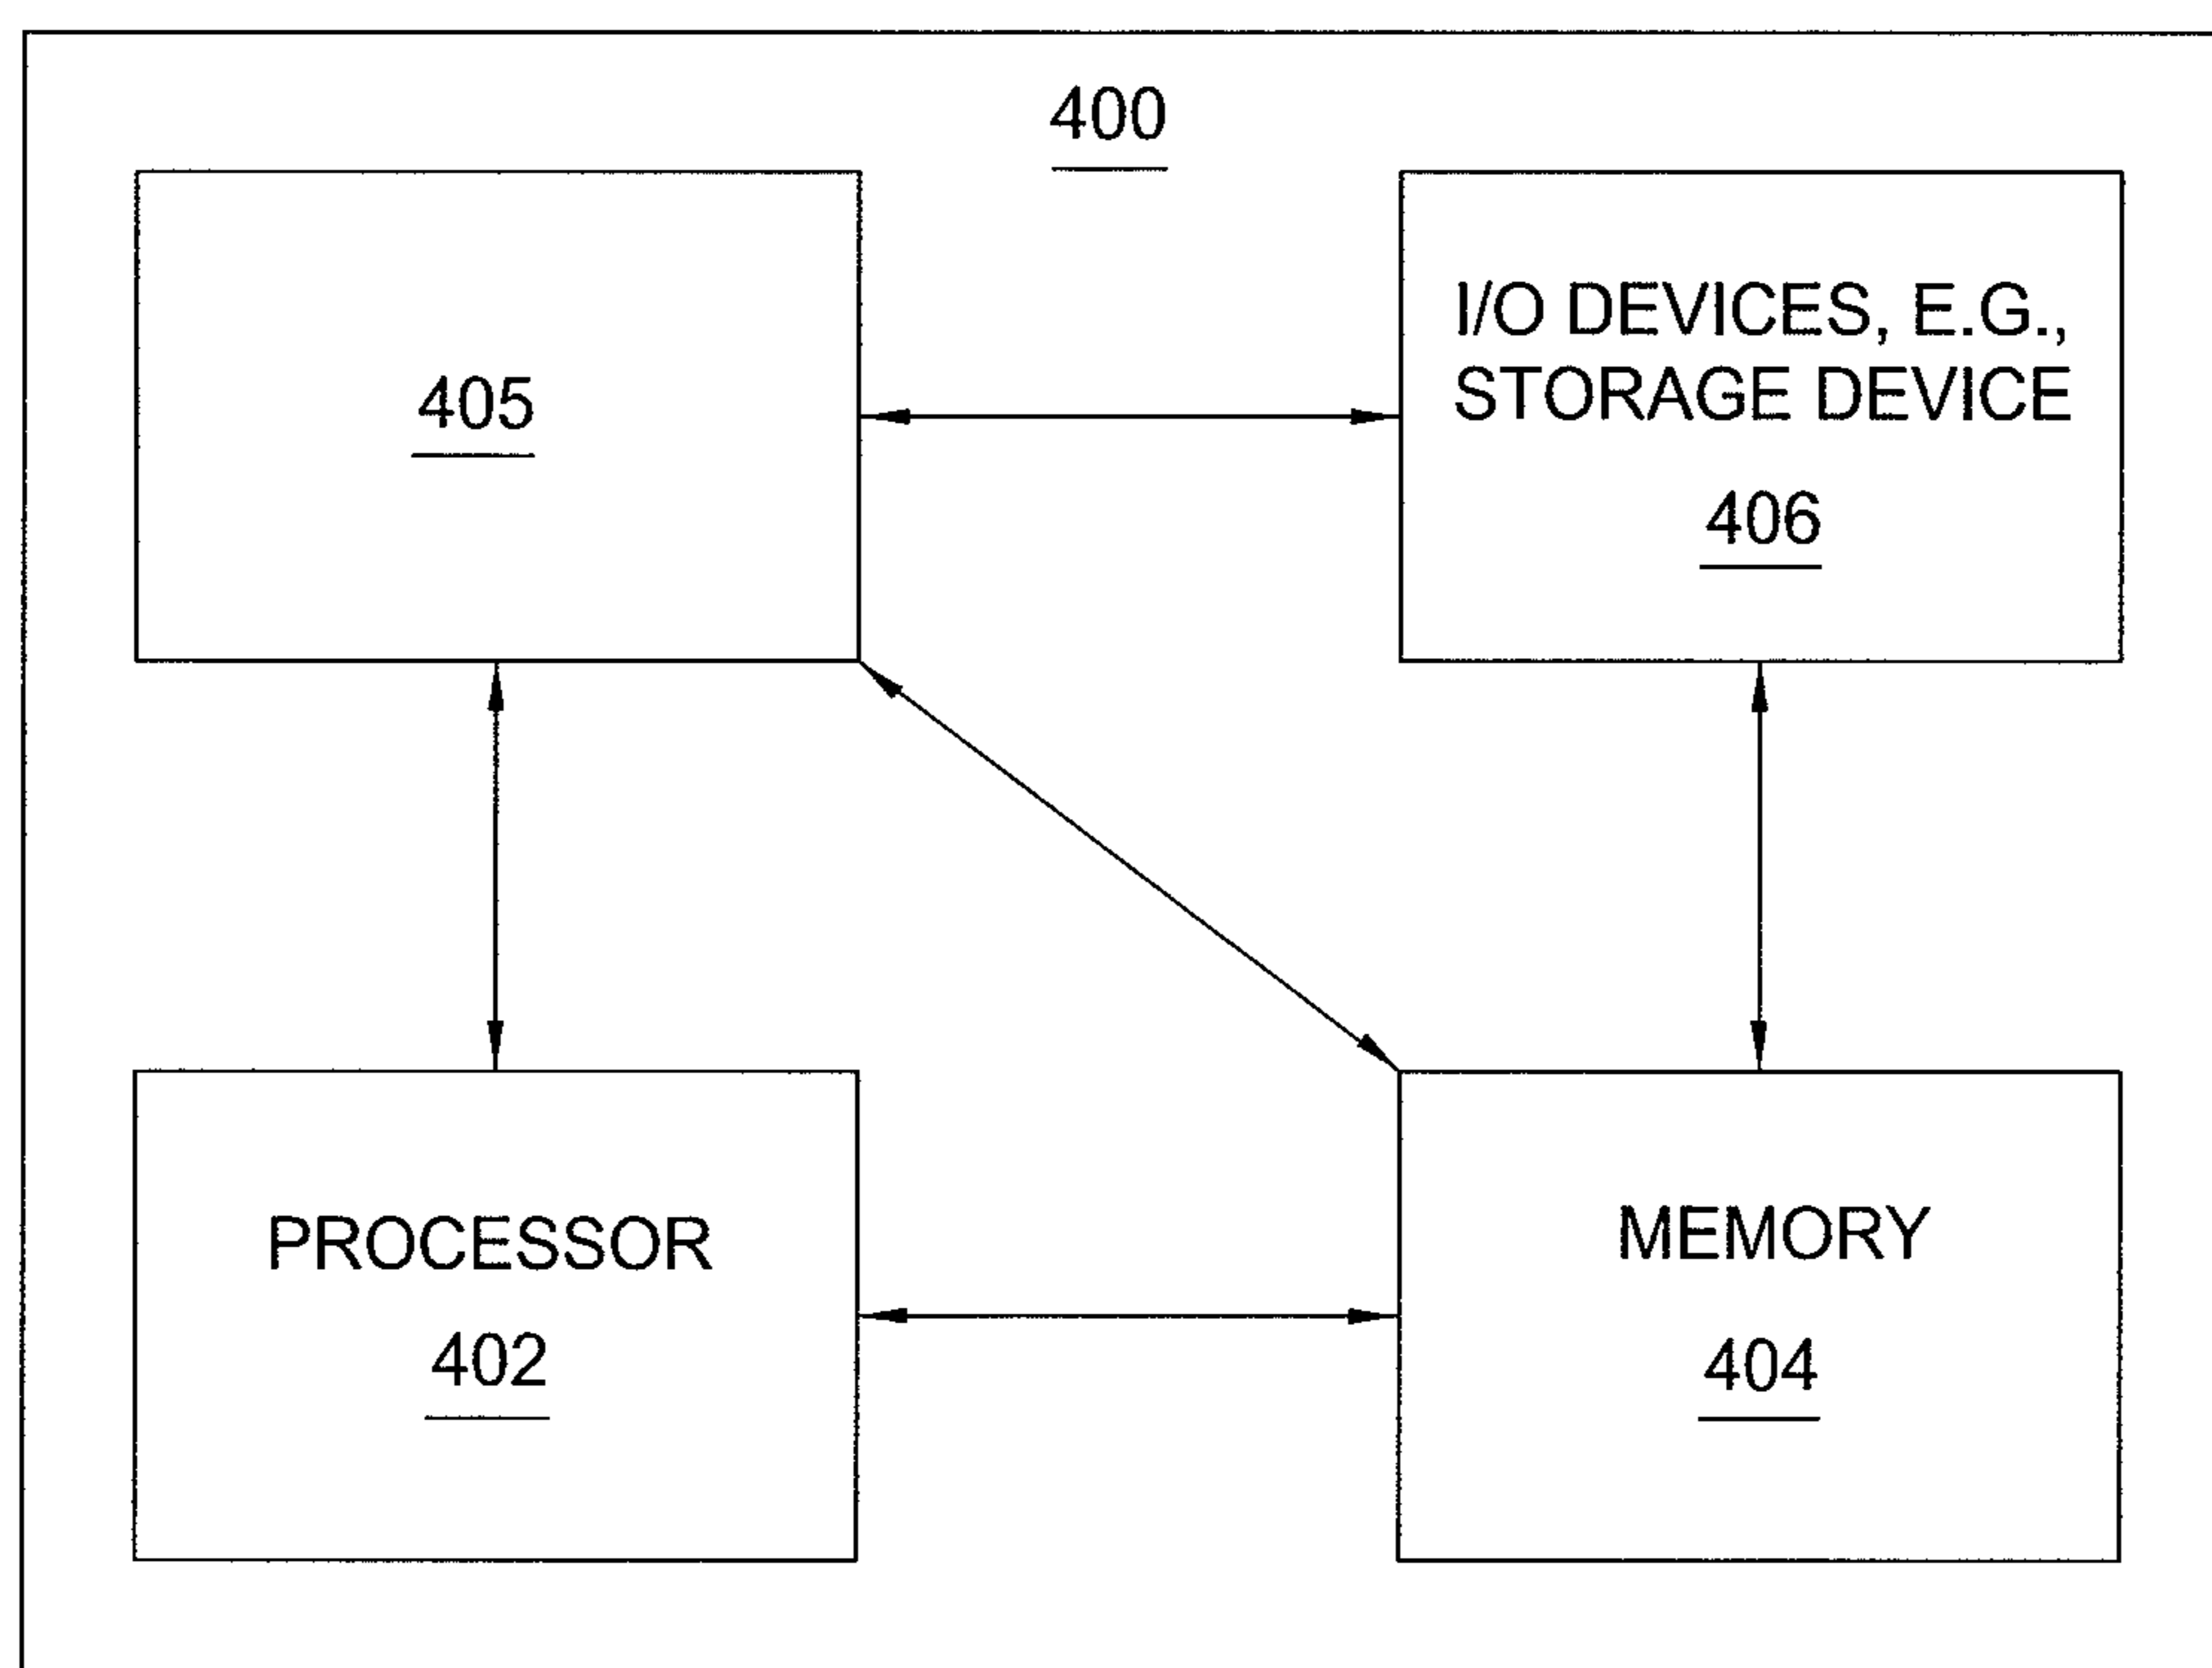 400
405
I/O DEVICES, E.G.,
STORAGE DEVICE
406
PROCESSOR
402
MEMORY
404